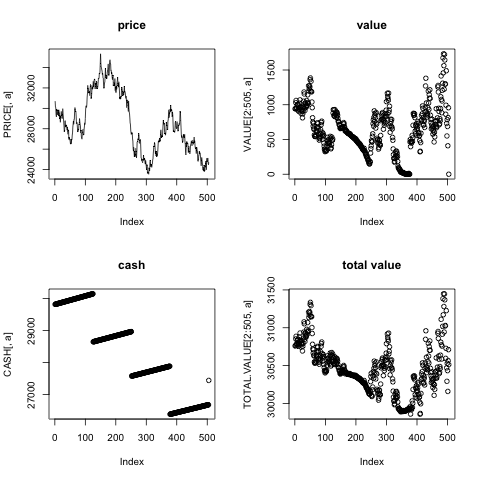 price
PRICE[, a]
24000 28000 32000
0 100 200 300 400 500
Index
value
VALUE[2:505, a]
0 500 1000 1500
0 100 200 300 400 500
Index
cash
CASH[, a]
27000 29000
0 100 200 300 400 500
Index
total value
TOTAL.VALUE[2:505, a]
30000 30500 31000 31500
0 100 200 300 400 500
Index